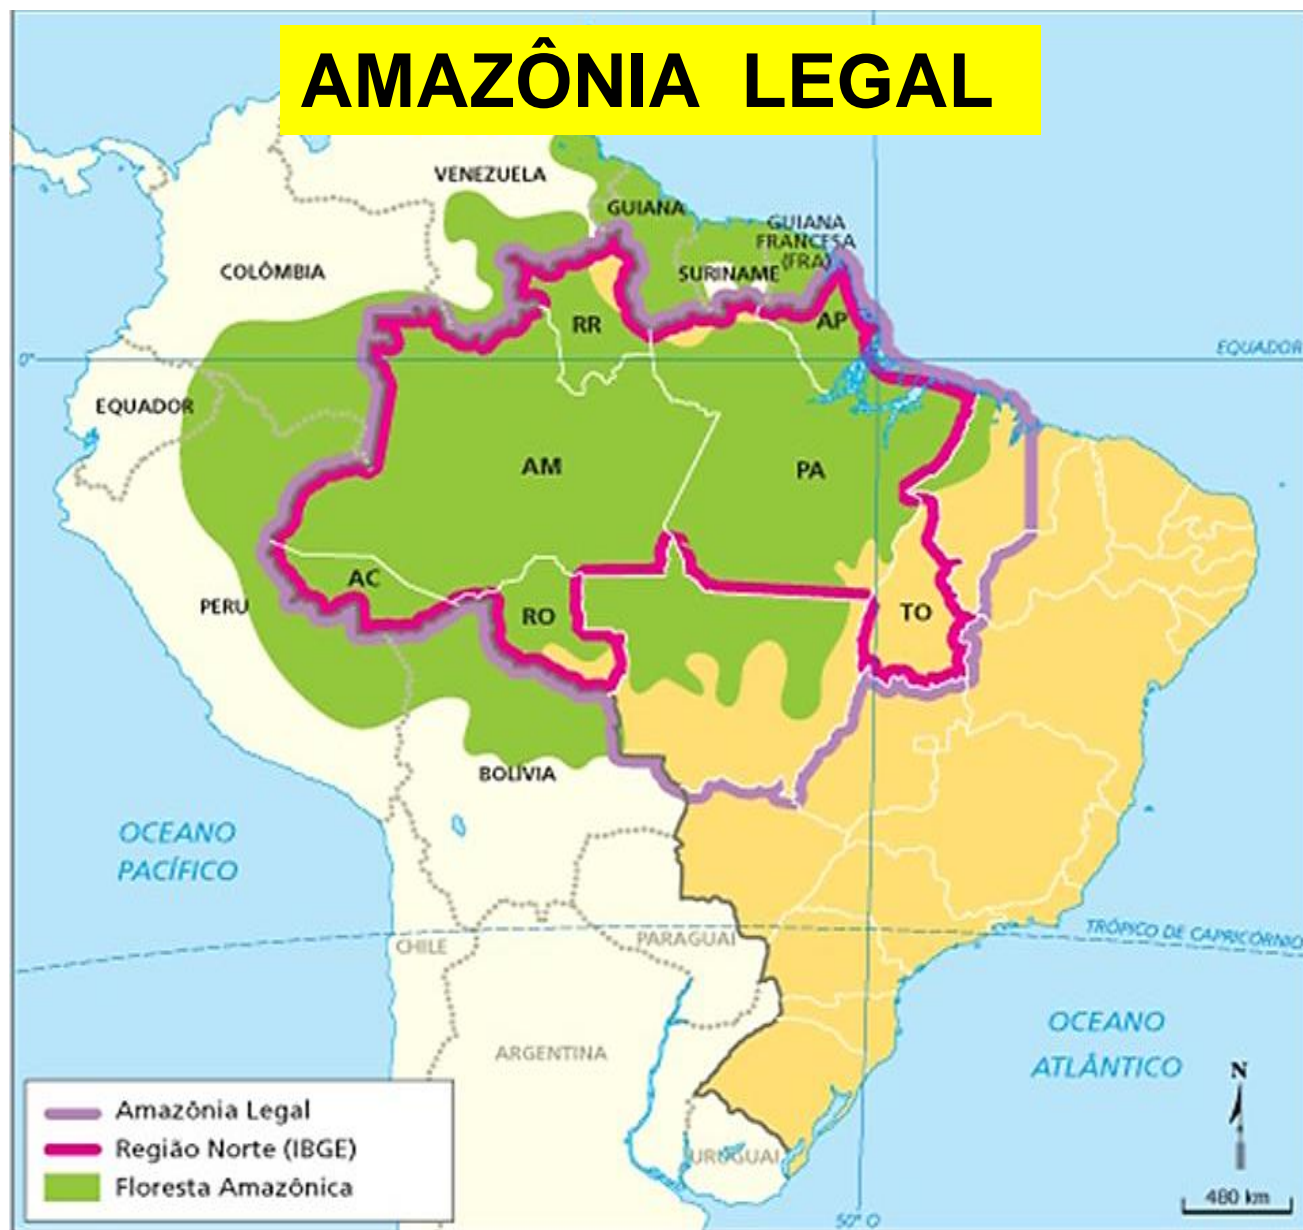 AMAZÔNIA LEGAL
VENEZUELA
GUIANA
GUIANA
FRANCESA
(FRA)
SURINAME
COLÔMBIA
RR
AP
0°
EQUADOR
EQUADOR
AM
PA
AC
PERU
RO
TO
BOLÍVIA
OCEANO
PACÍFICO
CHILE
PARAGUAI
TRÓPICO DE CAPRICÓRNIO
ARGENTINA
OCEANO
ATLÂNTICO
N
Amazônia Legal
Região Norte (IBGE)
Floresta Amazônica
URUGUAI
480 km
50° O